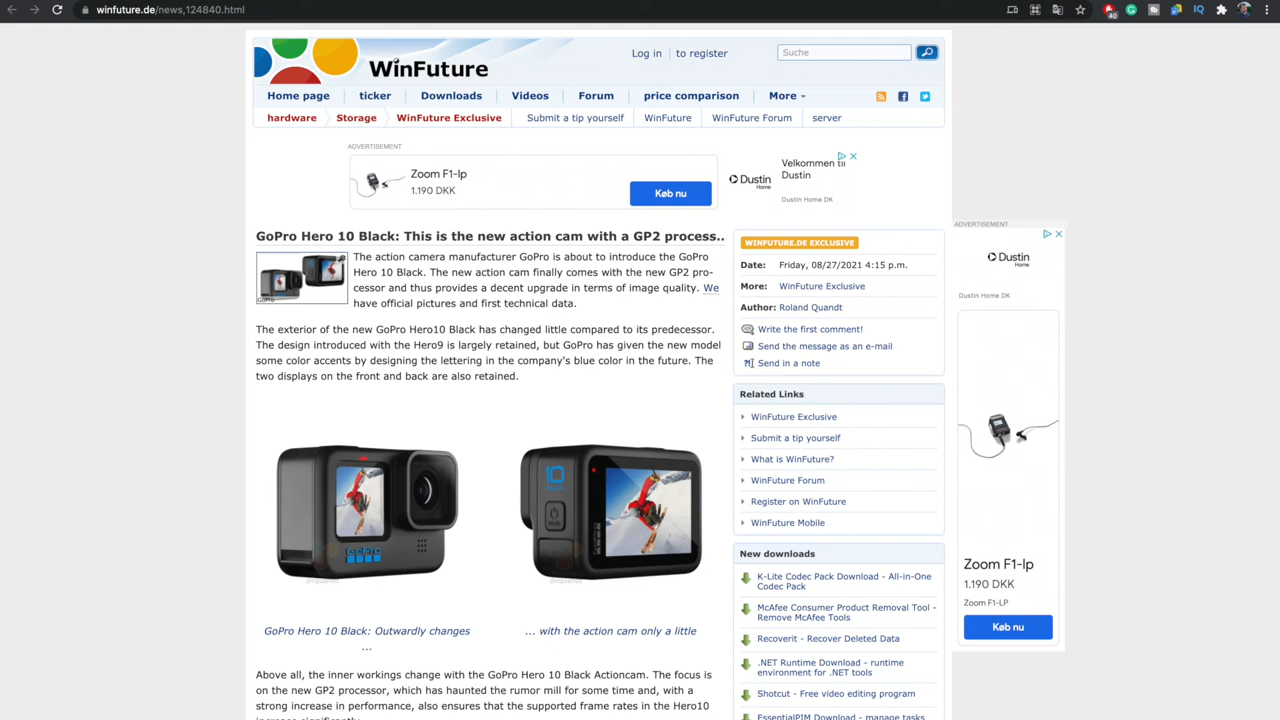 winfuture.de/news,124840.html
40
WinFuture
Log in
to register
Suche
Home page
ticker
Downloads
Videos
Forum
price comparison
More
hardware
Storage
WinFuture Exclusive
Submit a tip yourself
WinFuture
WinFuture Forum
server
ADVERTISEMENT
Zoom F1-lp
1.190 DKK
Køb nu
Dustin
Home
Velkommen til
Dustin
Dustin Home DK
GoPro Hero 10 Black: This is the new action cam with a GP2 process..
The action camera manufacturer GoPro is about to introduce the GoPro
Hero 10 Black. The new action cam finally comes with the new GP2 pro-
cessor and thus provides a decent upgrade in terms of image quality. We
have official pictures and first technical data.
GoPro
The exterior of the new GoPro Hero10 Black has changed little compared to its predecessor.
The design introduced with the Hero9 is largely retained, but GoPro has given the new model
some color accents by designing the lettering in the company's blue color in the future. The
two displays on the front and back are also retained.
GoPro
10
GoPro Hero 10 Black: Outwardly changes
...
... with the action cam only a little
Above all, the inner workings change with the GoPro Hero 10 Black Actioncam. The focus is
on the new GP2 processor, which has haunted the rumor mill for some time and, with a
strong increase in performance, also ensures that the supported frame rates in the Hero10
increase significantly.
WINFUTURE.DE EXCLUSIVE
Date: Friday, 08/27/2021 4:15 p.m.
More: WinFuture Exclusive
Author: Roland Quandt
Write the first comment!
Send the message as an e-mail
Send in a note
Related Links
WinFuture Exclusive
Submit a tip yourself
What is WinFuture?
WinFuture Forum
Register on WinFuture
WinFuture Mobile
New downloads
K-Lite Codec Pack Download - All-in-One
Codec Pack
McAfee Consumer Product Removal Tool -
Remove McAfee Tools
Recoverit - Recover Deleted Data
.NET Runtime Download - runtime
environment for .NET tools
Shotcut - Free video editing program
EssentialPIM Download - manage tasks
ADVERTISEMENT
Dustin
Home
Dustin Home DK
Zoom F1-lp
1.190 DKK
Zoom F1-LP
Køb nu